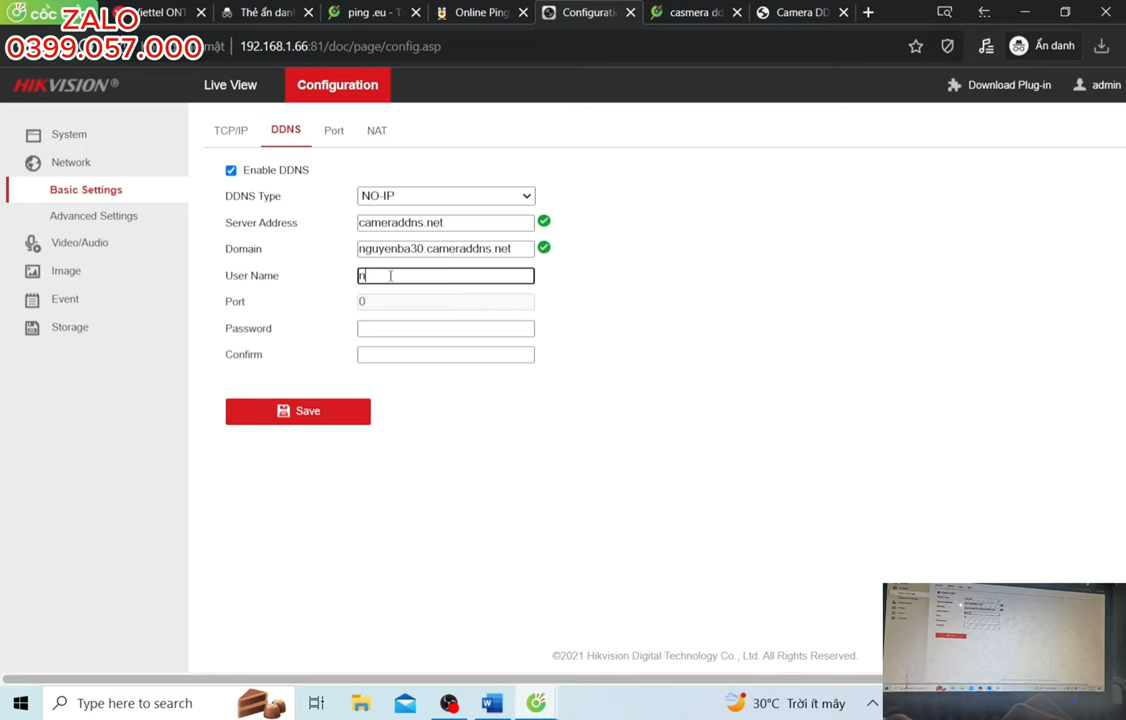 cốc
iettel ONT
Thẻ ẩn dan
ping .eu - T
Online Ping
Configurati
casmera dd
Camera DD
ZALO
0399.057.000
mật
192.168.1.66:81/doc/page/config.asp
Ẩn danh
HIKVISION®
Live View
Configuration
Download Plug-in
admin
System
Network
Basic Settings
Advanced Settings
Video/Audio
Image
Event
Storage
TCP/IP
DDNS
Port
NAT
Enable DDNS
DDNS Type
NO-IP
Server Address
cameraddns.net
Domain
nguyenba30.cameraddns.net
User Name
n
Port
0
Password
Confirm
Save
©2021 Hikvision Digital Technology Co., Ltd. All Rights Reserved.
Type here to search
30°C Trời ít mây